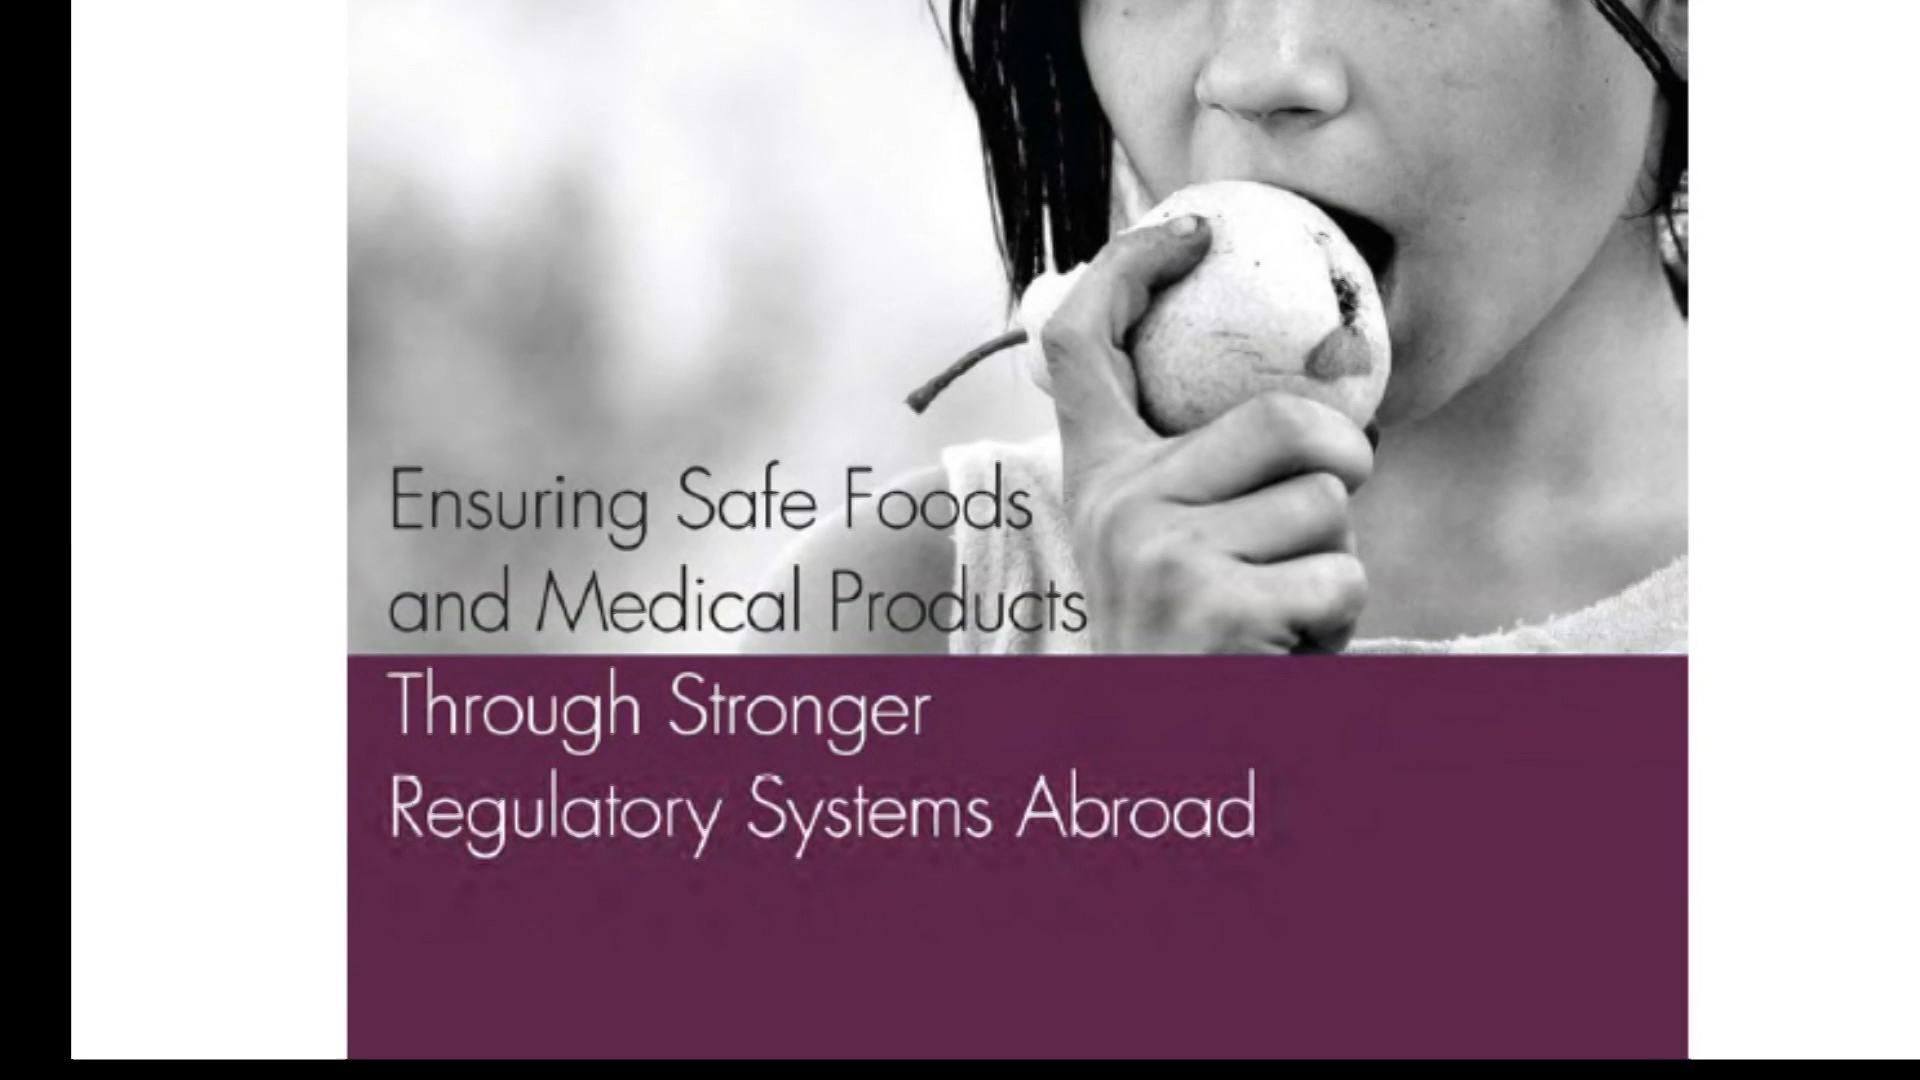 Ensuring Safe Foods
and Medical Products
Through Stronger
Regulatory Systems Abroad